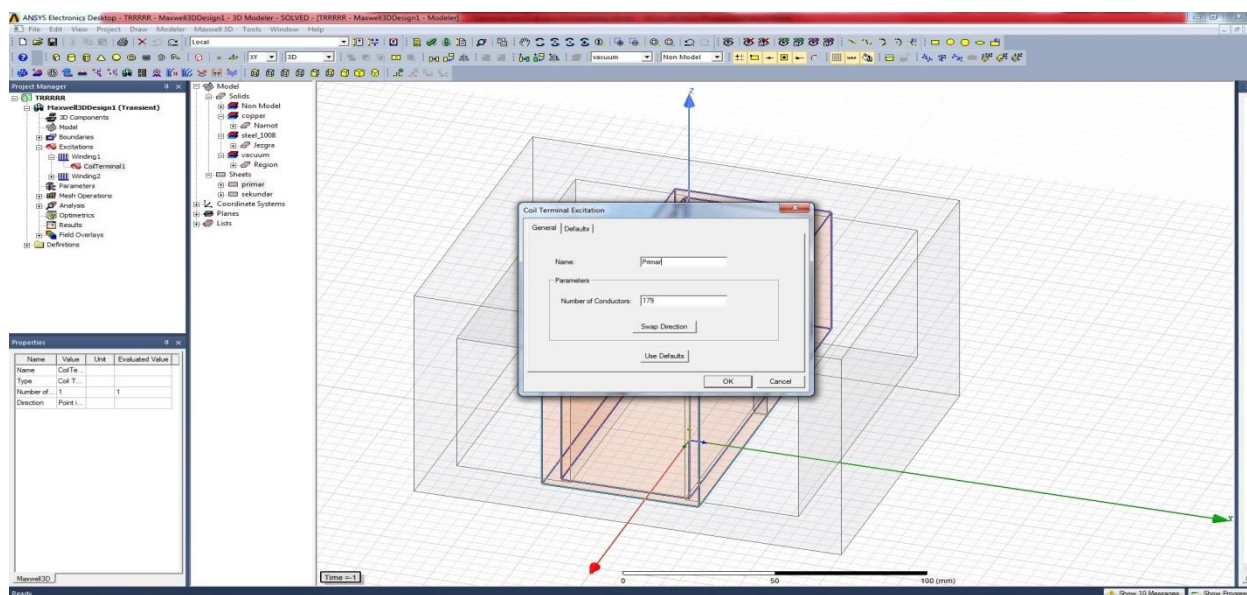 ANSYS Electronics Desktop - TRRRRR - Maxwell3DDesign1 - 3D Modeler - SOLVED - [TRRRRR - Maxwell3DDesign1 - Modeler]
File Edit View Project Draw Modeler Maxwell 3D Tools Window Help
Local
XY 3D vacuum Non Model
Project Manager
TRRRRR
Maxwell3DDesign1 (Transient)
3D Components
Model
Boundaries
Excitations
Winding1
CoilTerminal1
Winding2
Parameters
Mesh Operations
Analysis
Optimetrics
Results
Field Overlays
Definitions
Model
Solids
Non Model
copper
Namot
steel_1008
Jezgra
vacuum
Region
Sheets
primar
sekundar
Coordinate Systems
Planes
Lists
Z
Coil Terminal Excitation
General Defaults
Name: Primar
Parameters
Number of Conductors: 179
Swap Direction
Use Defaults
OK Cancel
Properties
Name Value Unit Evaluated Value
Name CoilTe...
Type Coil T...
Number of... 1 1
Direction Point i...
Maxwell3D
Y
Time =-1
0 50 100 (mm)
Ready
Show 10 Messages Show Progress